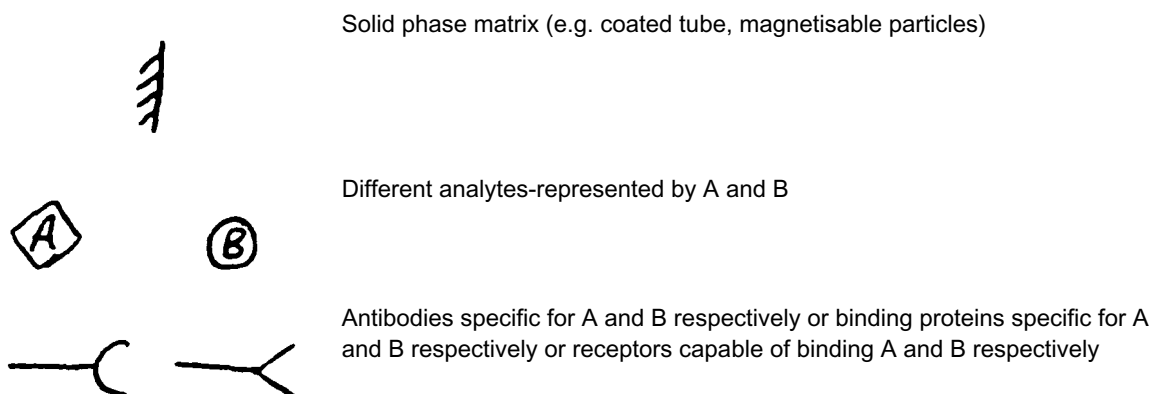 Solid phase matrix (e.g. coated tube, magnetisable particles)
Different analytes-represented by A and B
A B
Antibodies specific for A and B respectively or binding proteins specific for A
and B respectively or receptors capable of binding A and B respectively